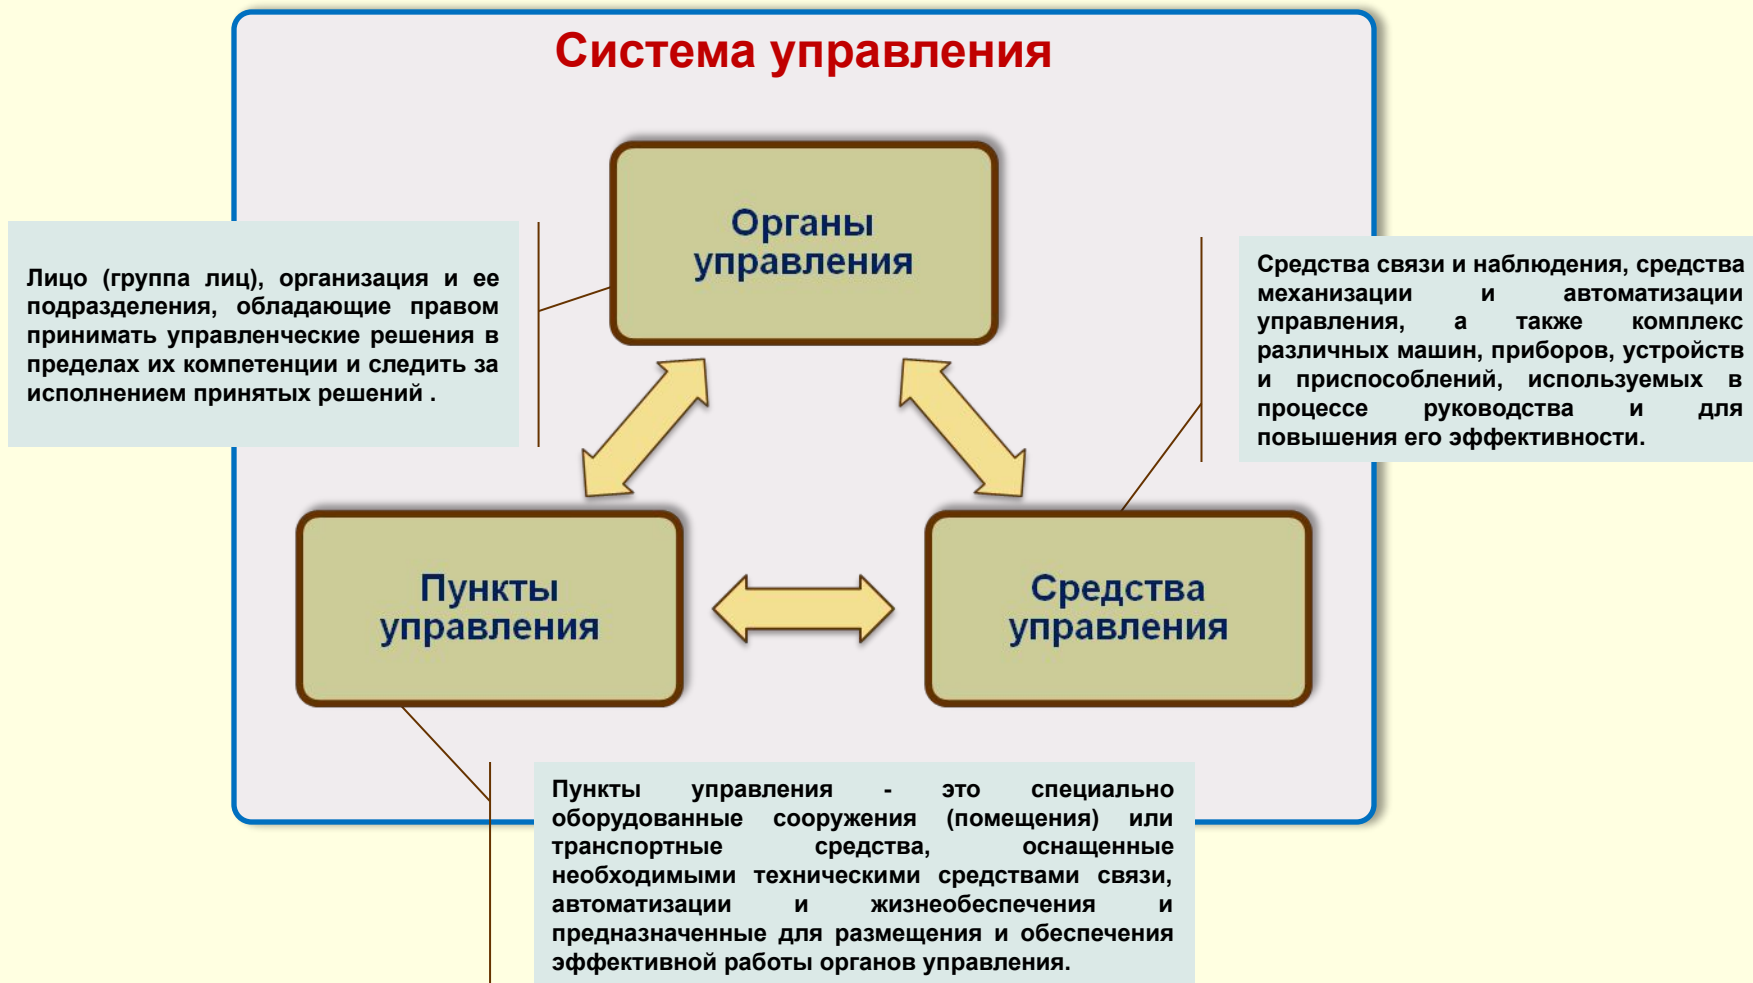 Система управления
Органы
управления
Лицо (группа лиц), организация и ее
подразделения, обладающие правом
принимать управленческие решения в
пределах их компетенции и следить за
исполнением принятых решений .
Средства связи и наблюдения, средства
механизации и автоматизации
управления, а также комплекс
различных машин, приборов, устройств
и приспособлений, используемых в
процессе руководства и для
повышения его эффективности.
Пункты
управления
Средства
управления
Пункты управления - это специально
оборудованные сооружения (помещения) или
транспортные средства, оснащенные
необходимыми техническими средствами связи,
автоматизации и жизнеобеспечения и
предназначенные для размещения и обеспечения
эффективной работы органов управления.